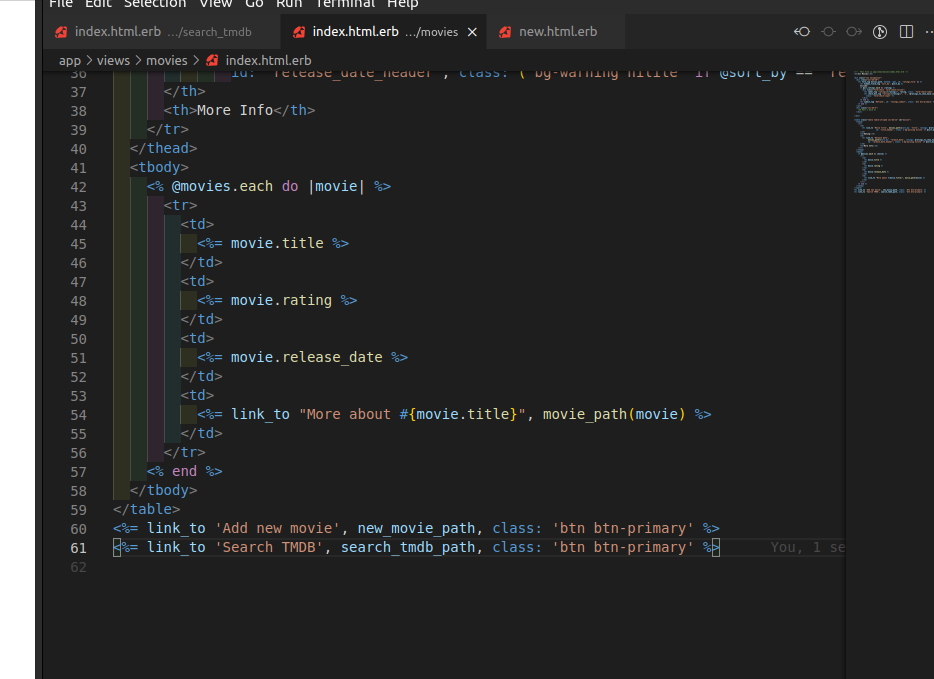 File Edit Selection View Go Run Terminal Help
index.html.erb .../search_tmdb index.html.erb .../movies × new.html.erb
app > views > movies > index.html.erb
36 id: 'release_date_header', class: ('bg-warning hilite' if @sort_by == 're
37 </th>
38 <th>More Info</th>
39 </tr>
40 </thead>
41 <tbody>
42 <% @movies.each do |movie| %>
43 <tr>
44 <td>
45 <%= movie.title %>
46 </td>
47 <td>
48 <%= movie.rating %>
49 </td>
50 <td>
51 <%= movie.release_date %>
52 </td>
53 <td>
54 <%= link_to "More about #{movie.title}", movie_path(movie) %>
55 </td>
56 </tr>
57 <% end %>
58 </tbody>
59 </table>
60 <%= link_to 'Add new movie', new_movie_path, class: 'btn btn-primary' %>
61 <%= link_to 'Search TMDB', search_tmdb_path, class: 'btn btn-primary' %> You, 1 se
62